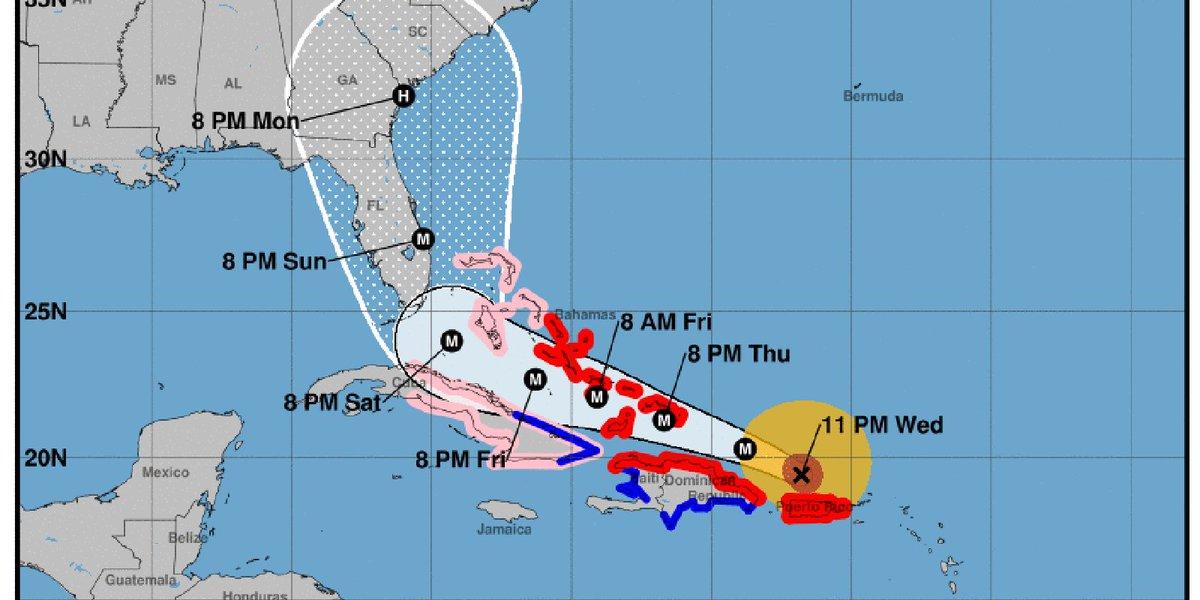 35N
AR
SC
MS
AL
GA
Bermuda
H
LA
8 PM Mon
30N
FL
M
8 PM Sun
25N
Bahamas
8 AM Fri
M
8 PM Thu
M
Cuba
M
8 PM Sat
M
11 PM Wed
M
8 PM Fri
20N
Mexico
Haiti
Dominican
Republic
Puerto Rico
Jamaica
Belize
Guatemala
Honduras